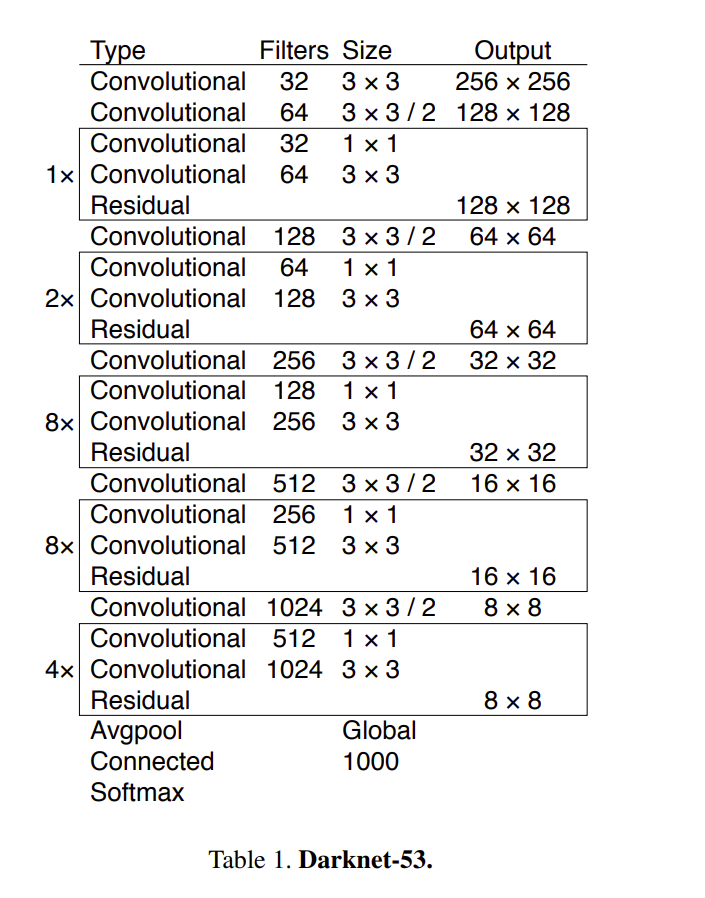 Type Filters Size Output
Convolutional 32 3 × 3 256 × 256
Convolutional 64 3 × 3 / 2 128 × 128
Convolutional 32 1 × 1
1× Convolutional 64 3 × 3
Residual 128 × 128
Convolutional 128 3 × 3 / 2 64 × 64
Convolutional 64 1 × 1
2× Convolutional 128 3 × 3
Residual 64 × 64
Convolutional 256 3 × 3 / 2 32 × 32
Convolutional 128 1 × 1
8× Convolutional 256 3 × 3
Residual 32 × 32
Convolutional 512 3 × 3 / 2 16 × 16
Convolutional 256 1 × 1
8× Convolutional 512 3 × 3
Residual 16 × 16
Convolutional 1024 3 × 3 / 2 8 × 8
Convolutional 512 1 × 1
4× Convolutional 1024 3 × 3
Residual 8 × 8
Avgpool Global
Connected 1000
Softmax
Table 1. Darknet-53.